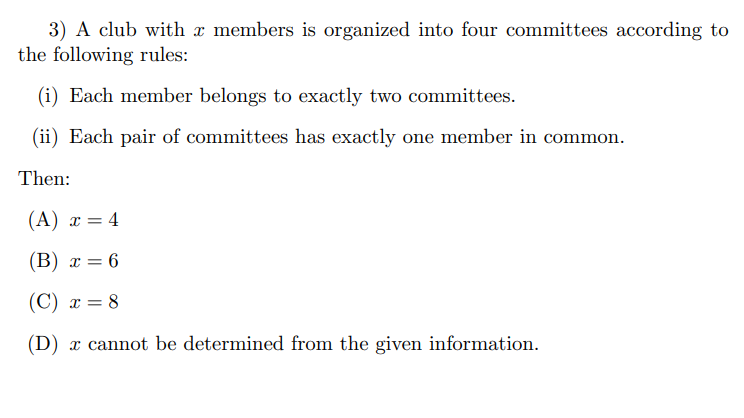 3) A club with x members is organized into four committees according to
the following rules:
(i) Each member belongs to exactly two committees.
(ii) Each pair of committees has exactly one member in common.
Then:
(A) x = 4
(B) x = 6
(C) x = 8
(D) x cannot be determined from the given information.